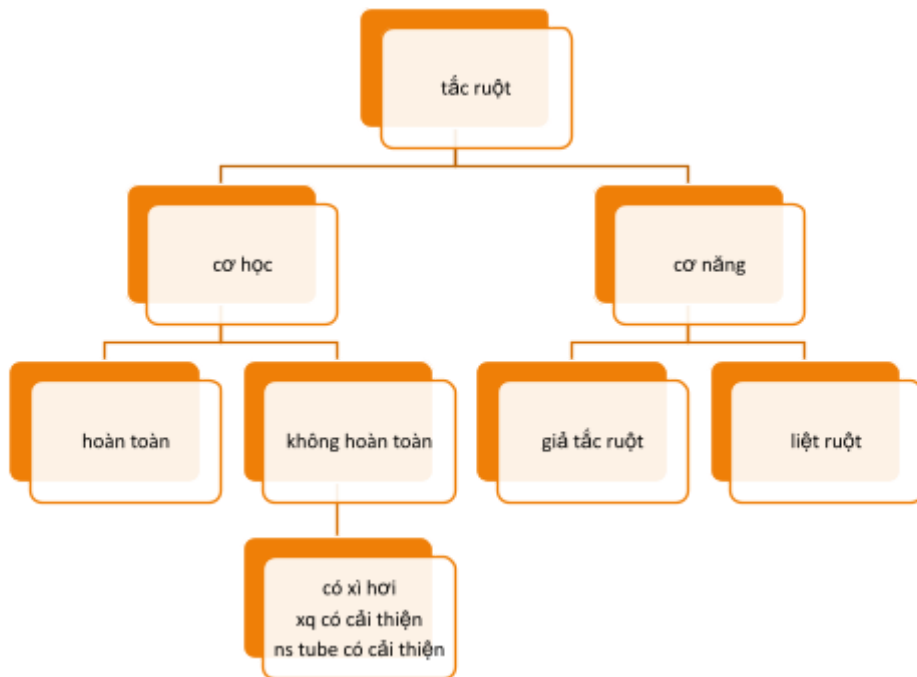 tắc ruột
cơ học
cơ năng
hoàn toàn
không hoàn toàn
giả tắc ruột
liệt ruột
có xì hơi
xq có cải thiện
ns tube có cải thiện